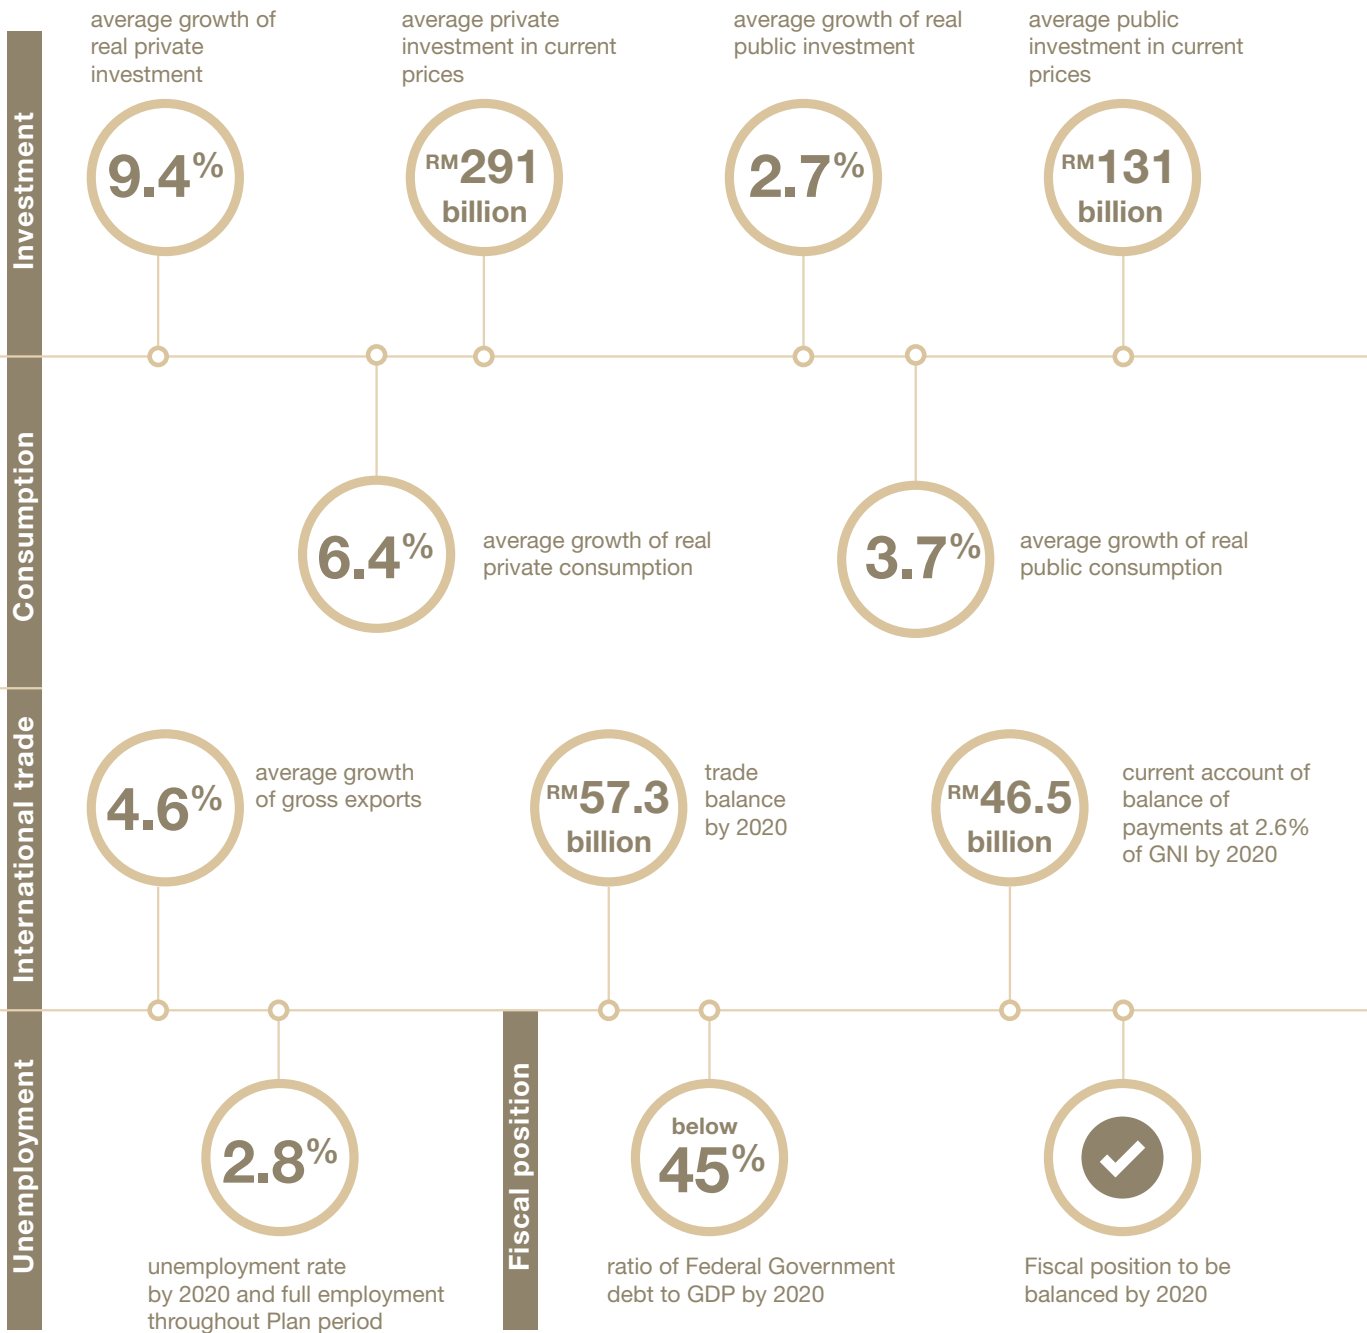 Investment
average growth of
real private
investment
9.4%
average private
investment in current
prices
RM291
billion
average growth of real
public investment
2.7%
average public
investment in current
prices
RM131
billion
Consumption
6.4%
average growth of real
private consumption
3.7%
average growth of real
public consumption
International trade
4.6%
average growth
of gross exports
RM57.3
billion
trade
balance
by 2020
RM46.5
billion
current account of
balance of
payments at 2.6%
of GNI by 2020
Unemployment
2.8%
unemployment rate
by 2020 and full employment
throughout Plan period
Fiscal position
below
45%
ratio of Federal Government
debt to GDP by 2020
Fiscal position to be
balanced by 2020